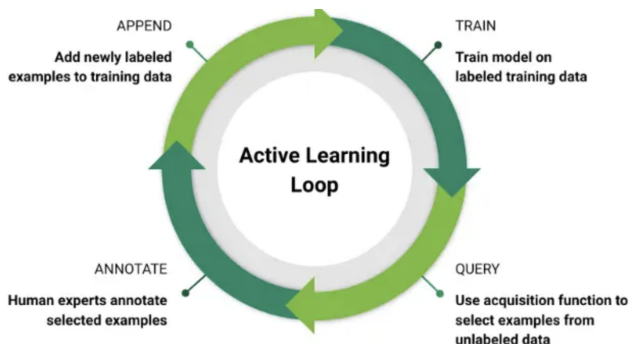 APPEND
Add newly labeled
examples to training data
TRAIN
Train model on
labeled training data
Active Learning
Loop
ANNOTATE
Human experts annotate
selected examples
QUERY
Use acquisition function to
select examples from
unlabeled data